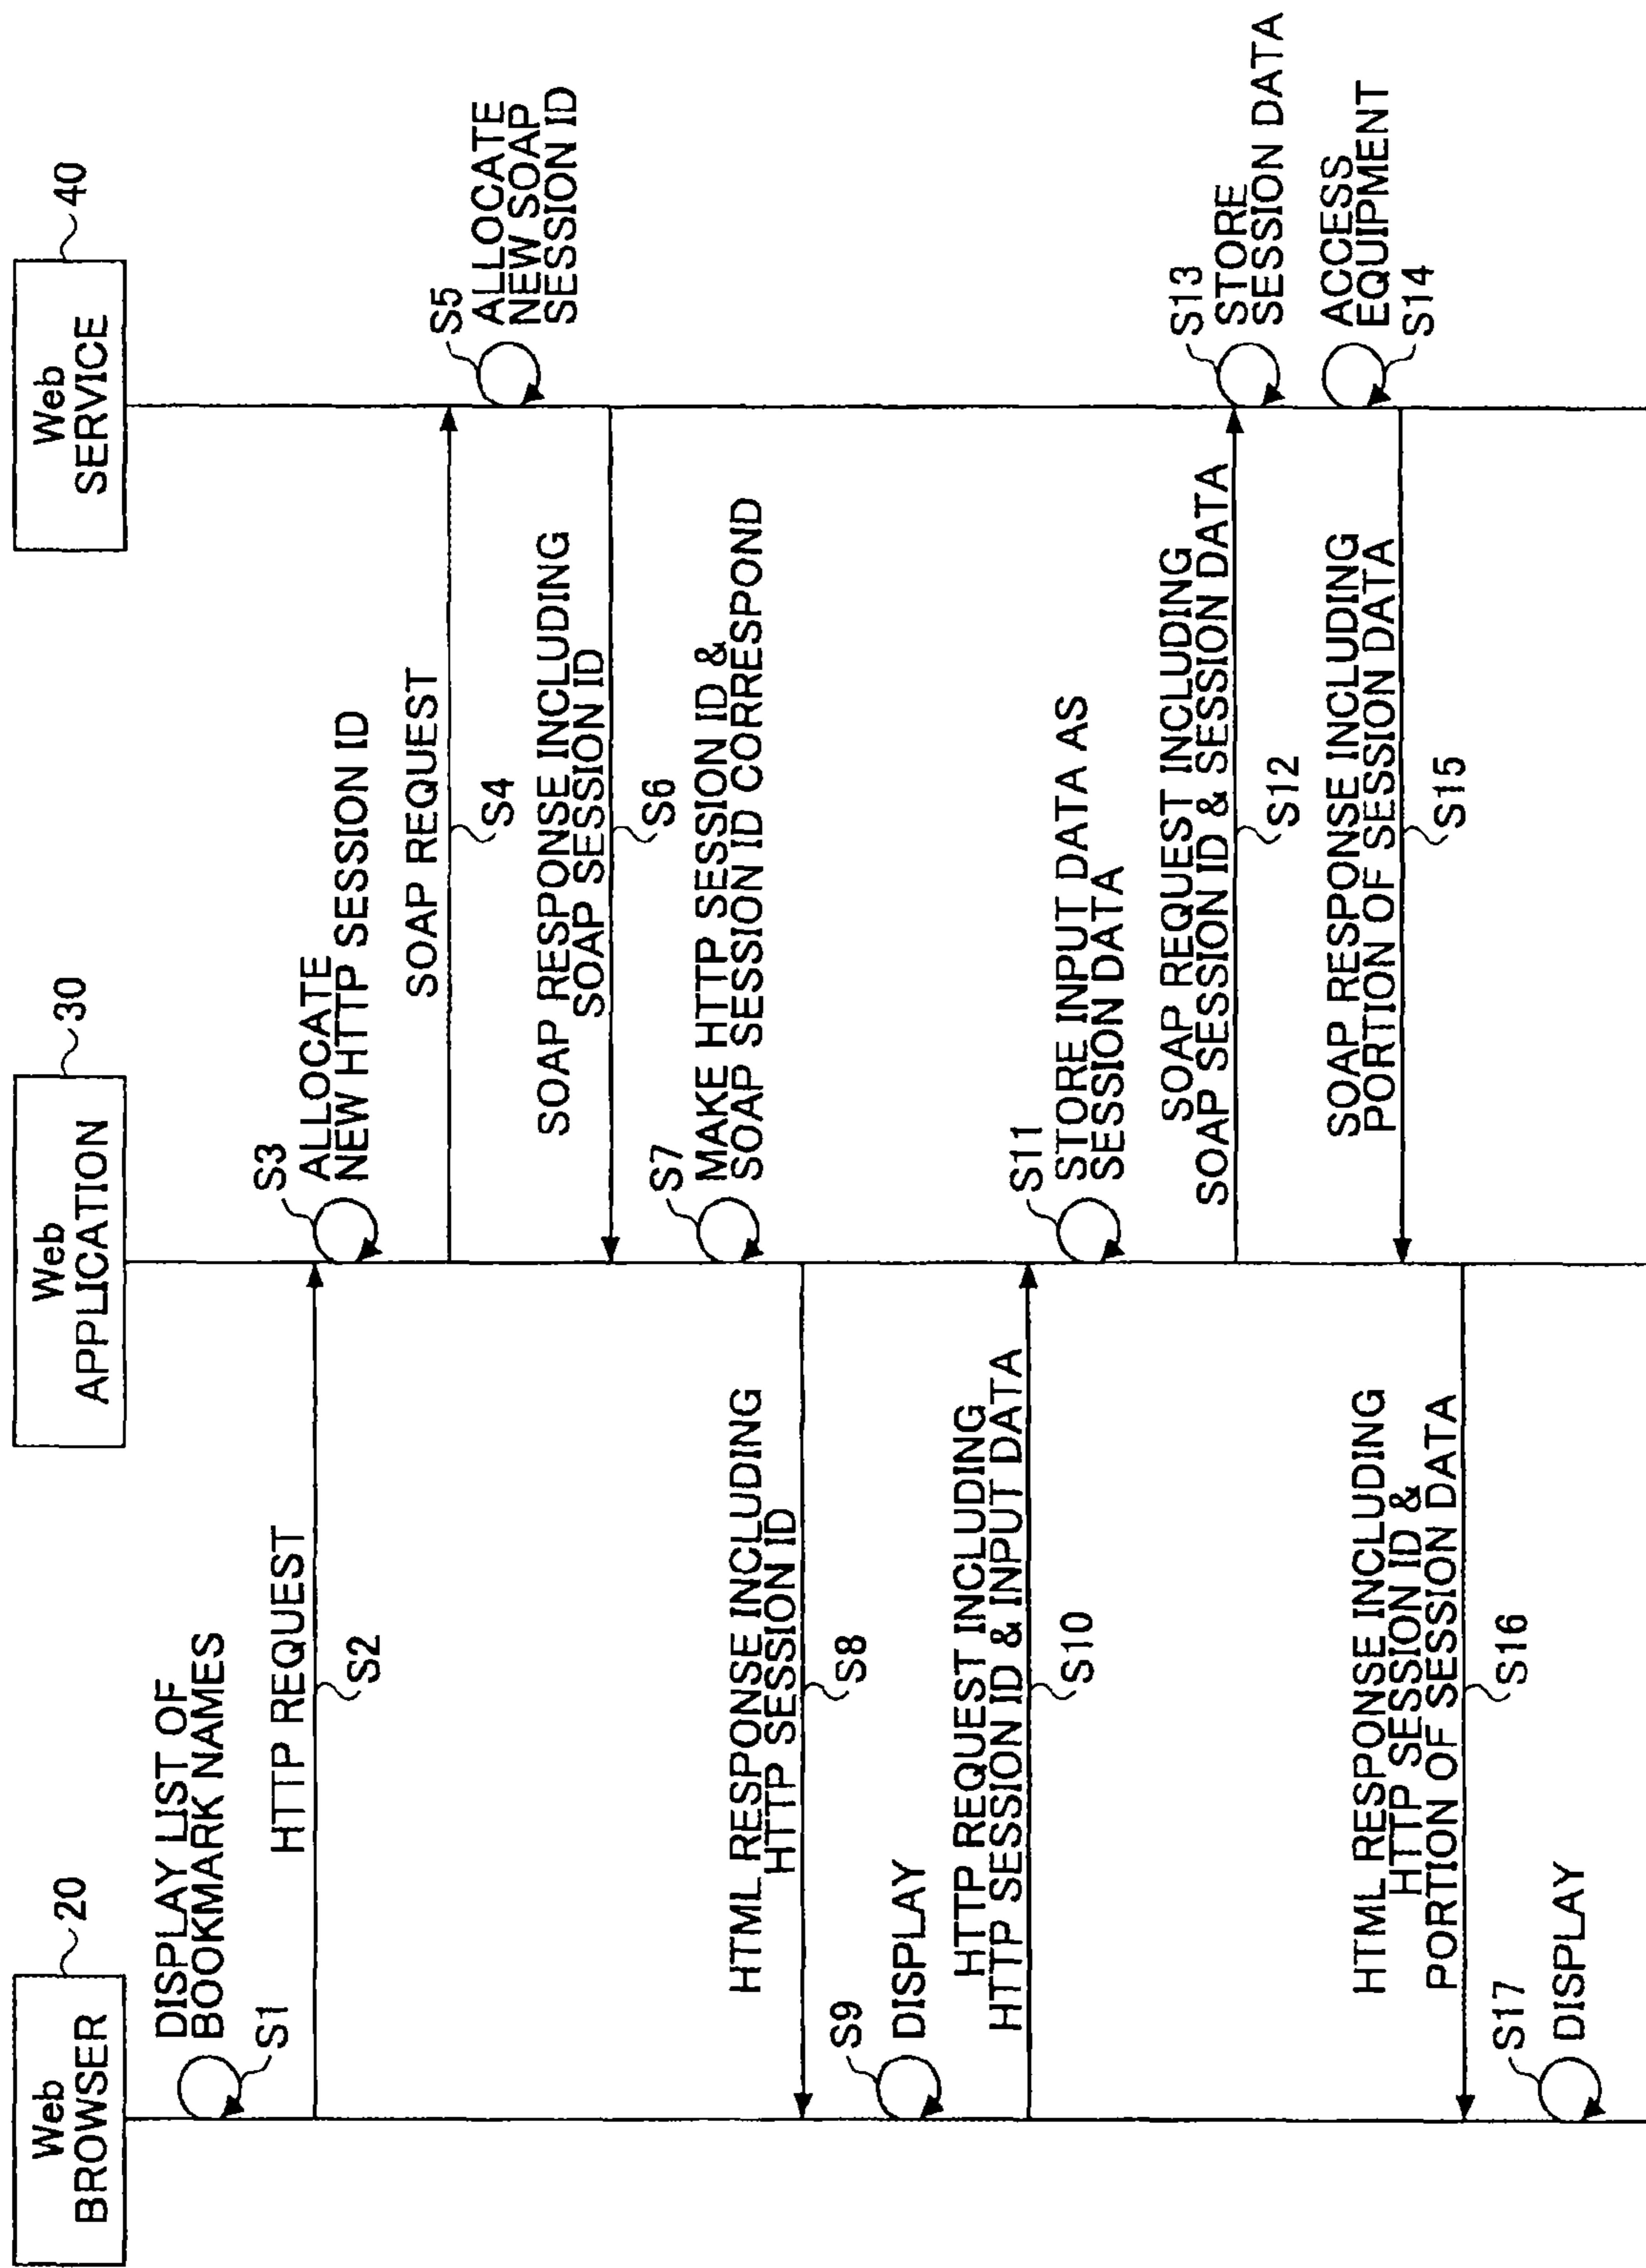 Web
BROWSER
20
Web
APPLICATION
30
Web
SERVICE
40
DISPLAY LIST OF
BOOKMARK NAMES
S1
HTTP REQUEST
S2
S3
ALLOCATE
NEW HTTP SESSION ID
SOAP REQUEST
S4
S5
ALLOCATE
NEW SOAP
SESSION ID
SOAP RESPONSE INCLUDING
SOAP SESSION ID
S6
S7
MAKE HTTP SESSION ID &
SOAP SESSION ID CORRESPOND
HTML RESPONSE INCLUDING
HTTP SESSION ID
S8
S9
DISPLAY
HTTP REQUEST INCLUDING
HTTP SESSION ID & INPUT DATA
S10
S11
STORE INPUT DATA AS
SESSION DATA
SOAP REQUEST INCLUDING
SOAP SESSION ID & SESSION DATA
S12
S13
STORE
SESSION DATA
ACCESS
EQUIPMENT
S14
SOAP RESPONSE INCLUDING
PORTION OF SESSION DATA
S15
HTML RESPONSE INCLUDING
HTTP SESSION ID &
PORTION OF SESSION DATA
S16
S17
DISPLAY